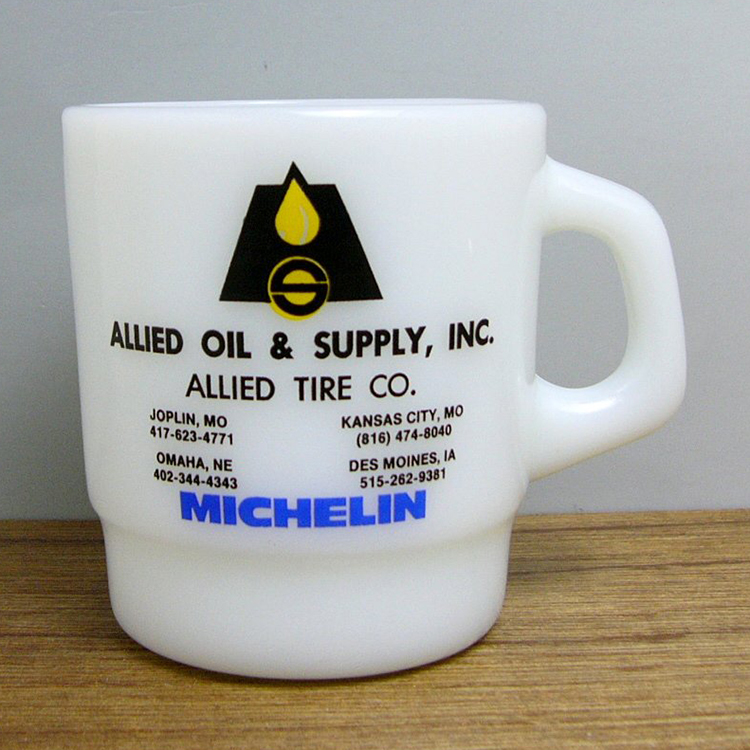 S
ALLIED OIL & SUPPLY, INC.
ALLIED TIRE CO.
JOPLIN, MO
417-623-4771
KANSAS CITY, MO
(816) 474-8040
OMAHA, NE
402-344-4343
DES MOINES, IA
515-262-9381
MICHELIN